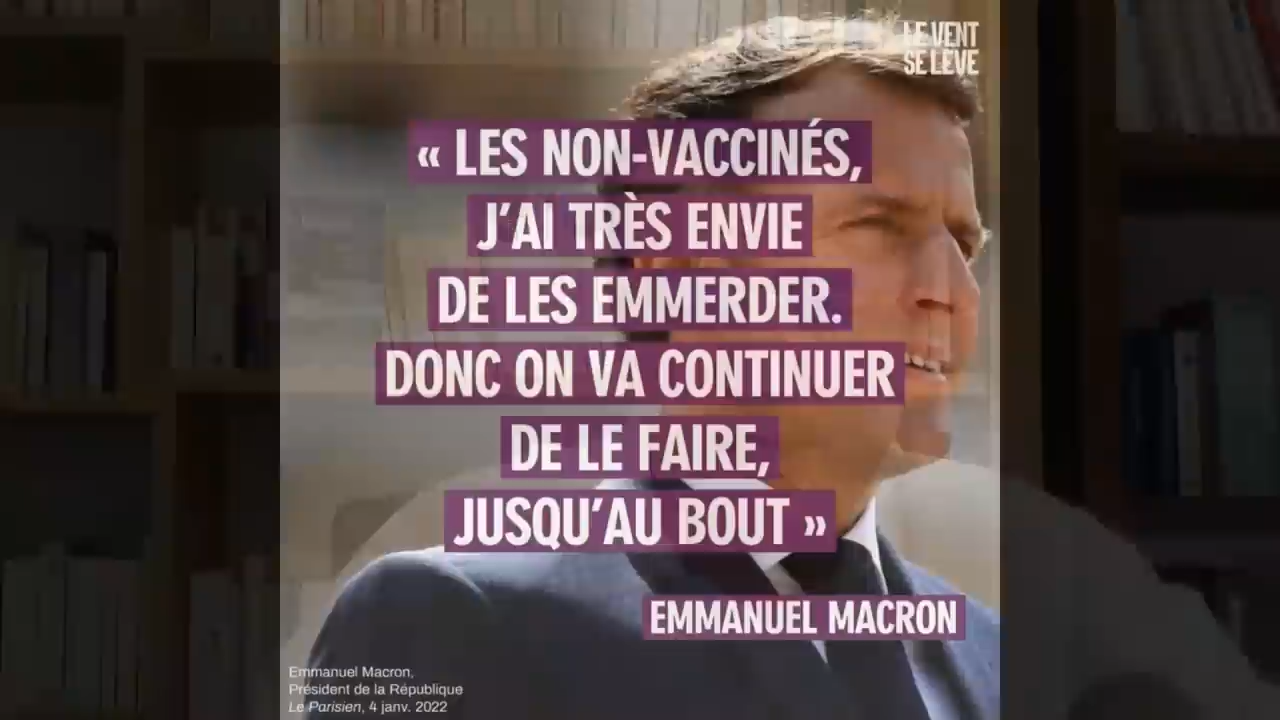 LE VENT
SE LÈVE
« LES NON-VACCINÉS,
J'AI TRÈS ENVIE
DE LES EMMERDER.
DONC ON VA CONTINUER
DE LE FAIRE,
JUSQU'AU BOUT »
EMMANUEL MACRON
Emmanuel Macron,
Président de la République
Le Parisien, 4 janv. 2022